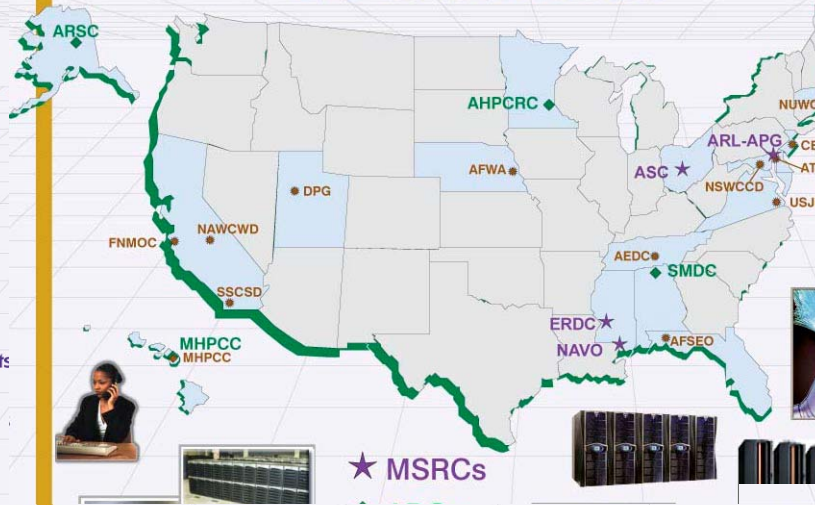 ARSC
AHPCRC
NUWC
ARL-APG
ASC
AFWA
NSWCCD
DPG
USJ
NAWCWD
FNMOC
AEDC
SMDC
SSCSD
ERDC
NAVO
AFSEO
MHPCC
MHPCC
MSRCs